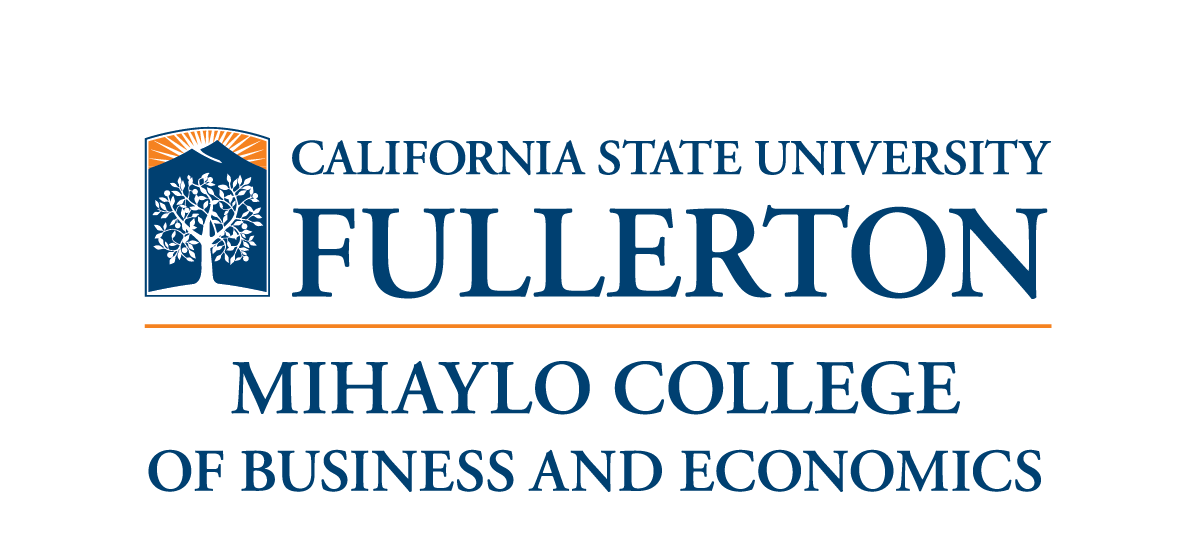 CALIFORNIA STATE UNIVERSITY
FULLERTON
MIHAYLO COLLEGE
OF BUSINESS AND ECONOMICS